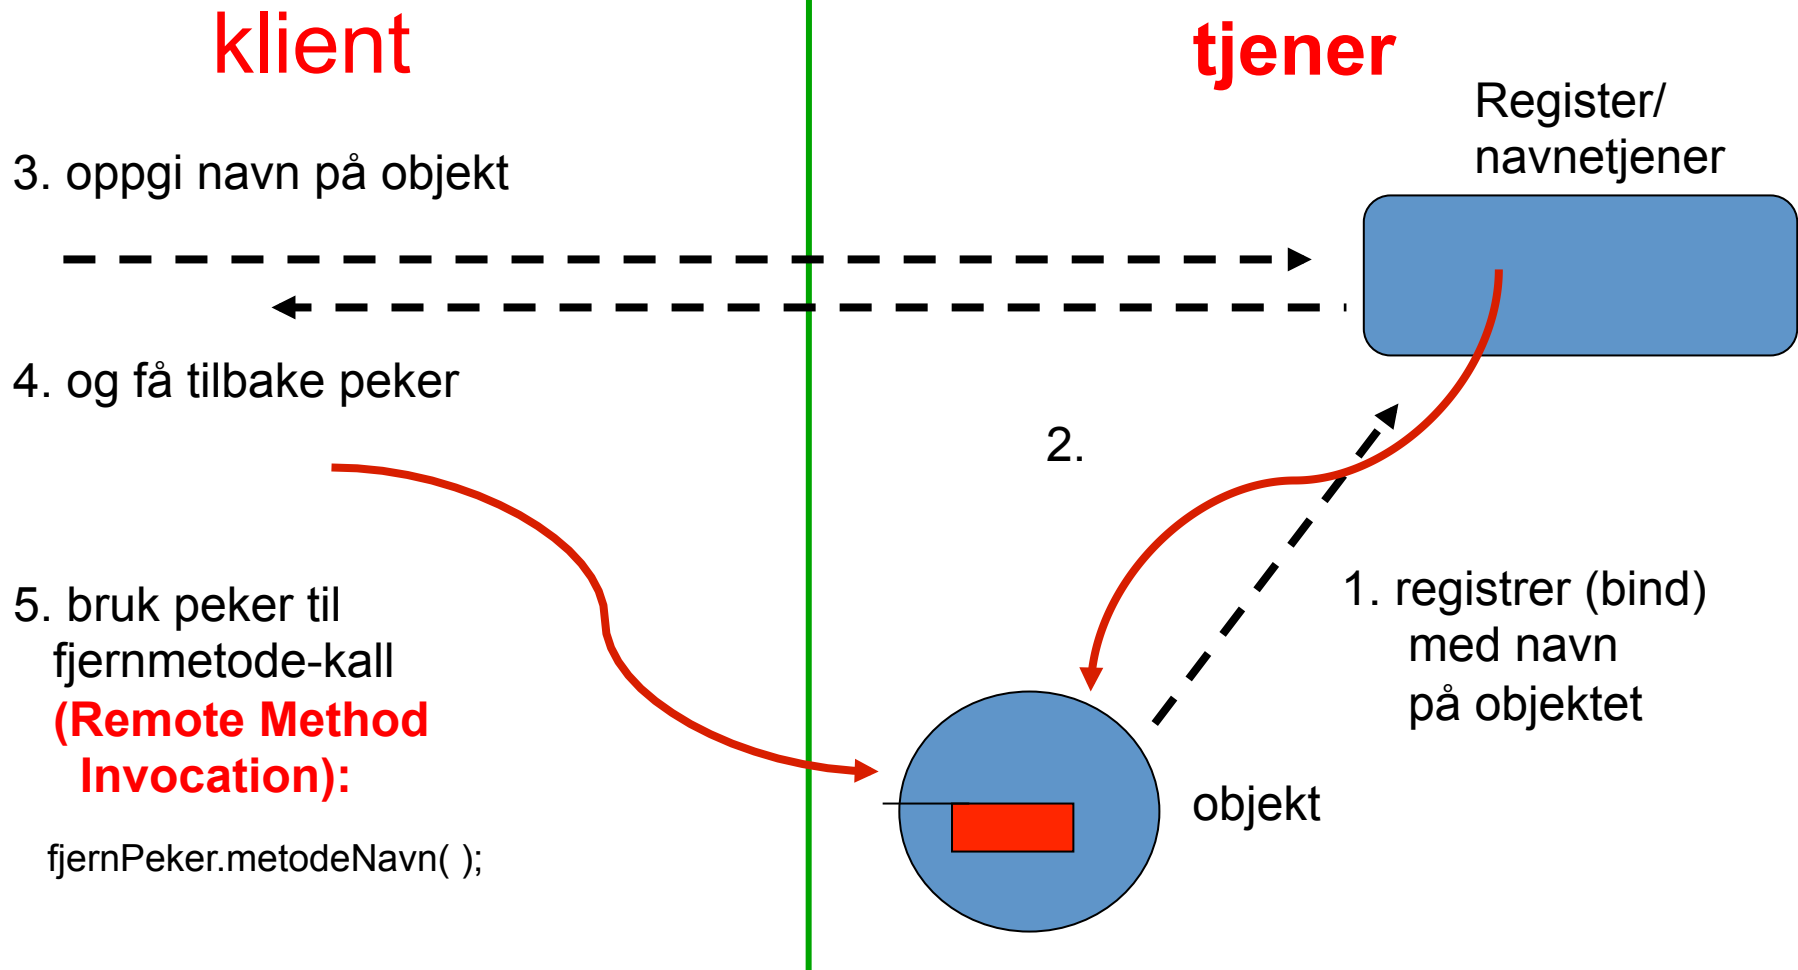 klient
tjener
Register/
navnetjener
3. oppgi navn på objekt
4. og få tilbake peker
2.
1. registrer (bind)
med navn
på objektet
5. bruk peker til
fjernmetode-kall
(Remote Method
Invocation):
objekt
fjernPeker.metodeNavn( );